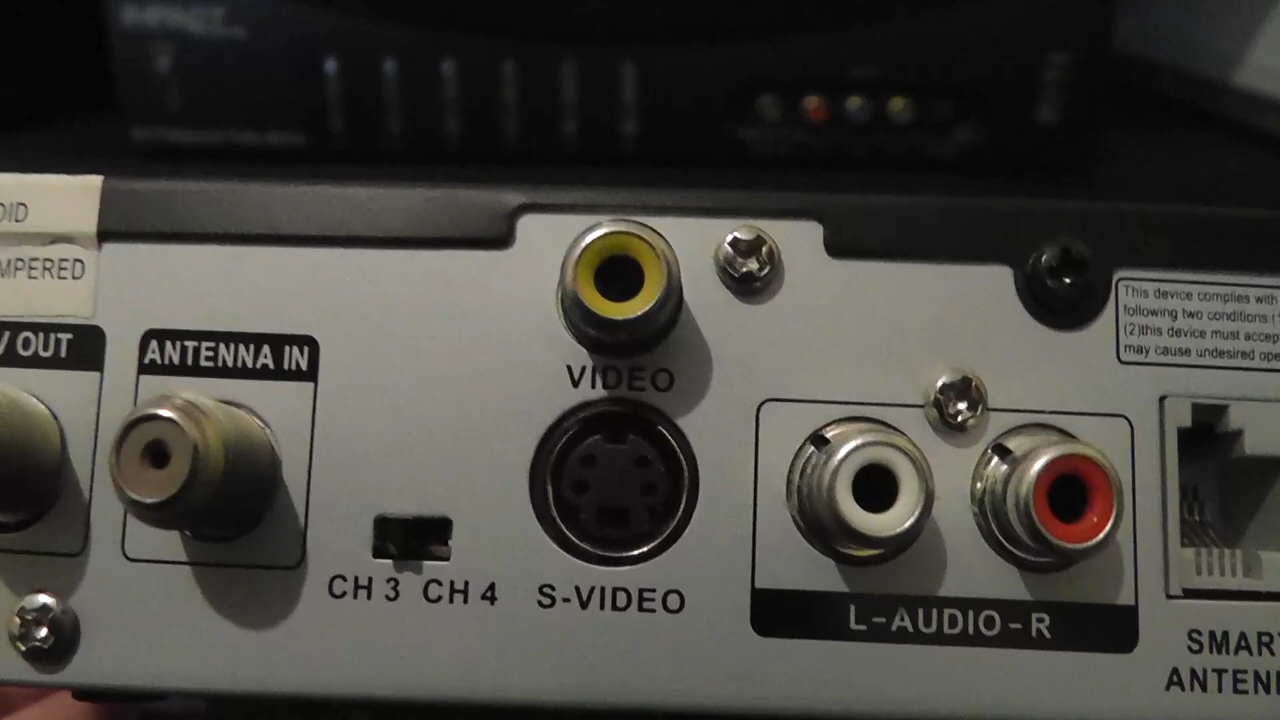 OID
MPERED
V OUT
ANTENNA IN
CH 3 CH 4
VIDEO
S-VIDEO
L-AUDIO-R
This device complies with
following two conditions (
(2)this device must accep
may cause undesired ope
SMAR
ANTEN